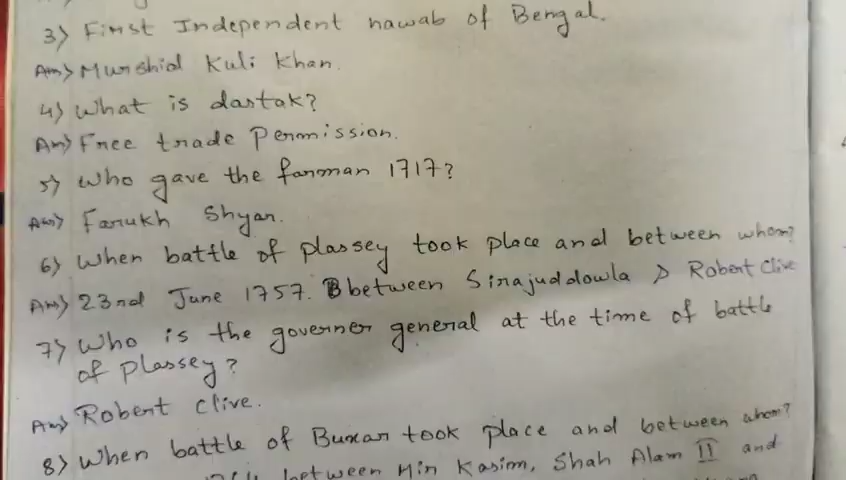 3) First Independent nawab of Bengal.
Ans) Murshid Kuli Khan.
4) What is dastak?
Ans) Free trade Permission.
5) Who gave the farman 1717?
Ans) Farukh Shyar.
6) When battle of plassey took place and between whom?
Ans) 23rd June 1757. Bbetween Sirajuddowla & Robert Clive
7) Who is the governer general at the time of battle
of plassey?
Ans) Robert Clive.
8) When battle of Buxar took place and between whom?
between Mir Kasim, Shah Alam II and